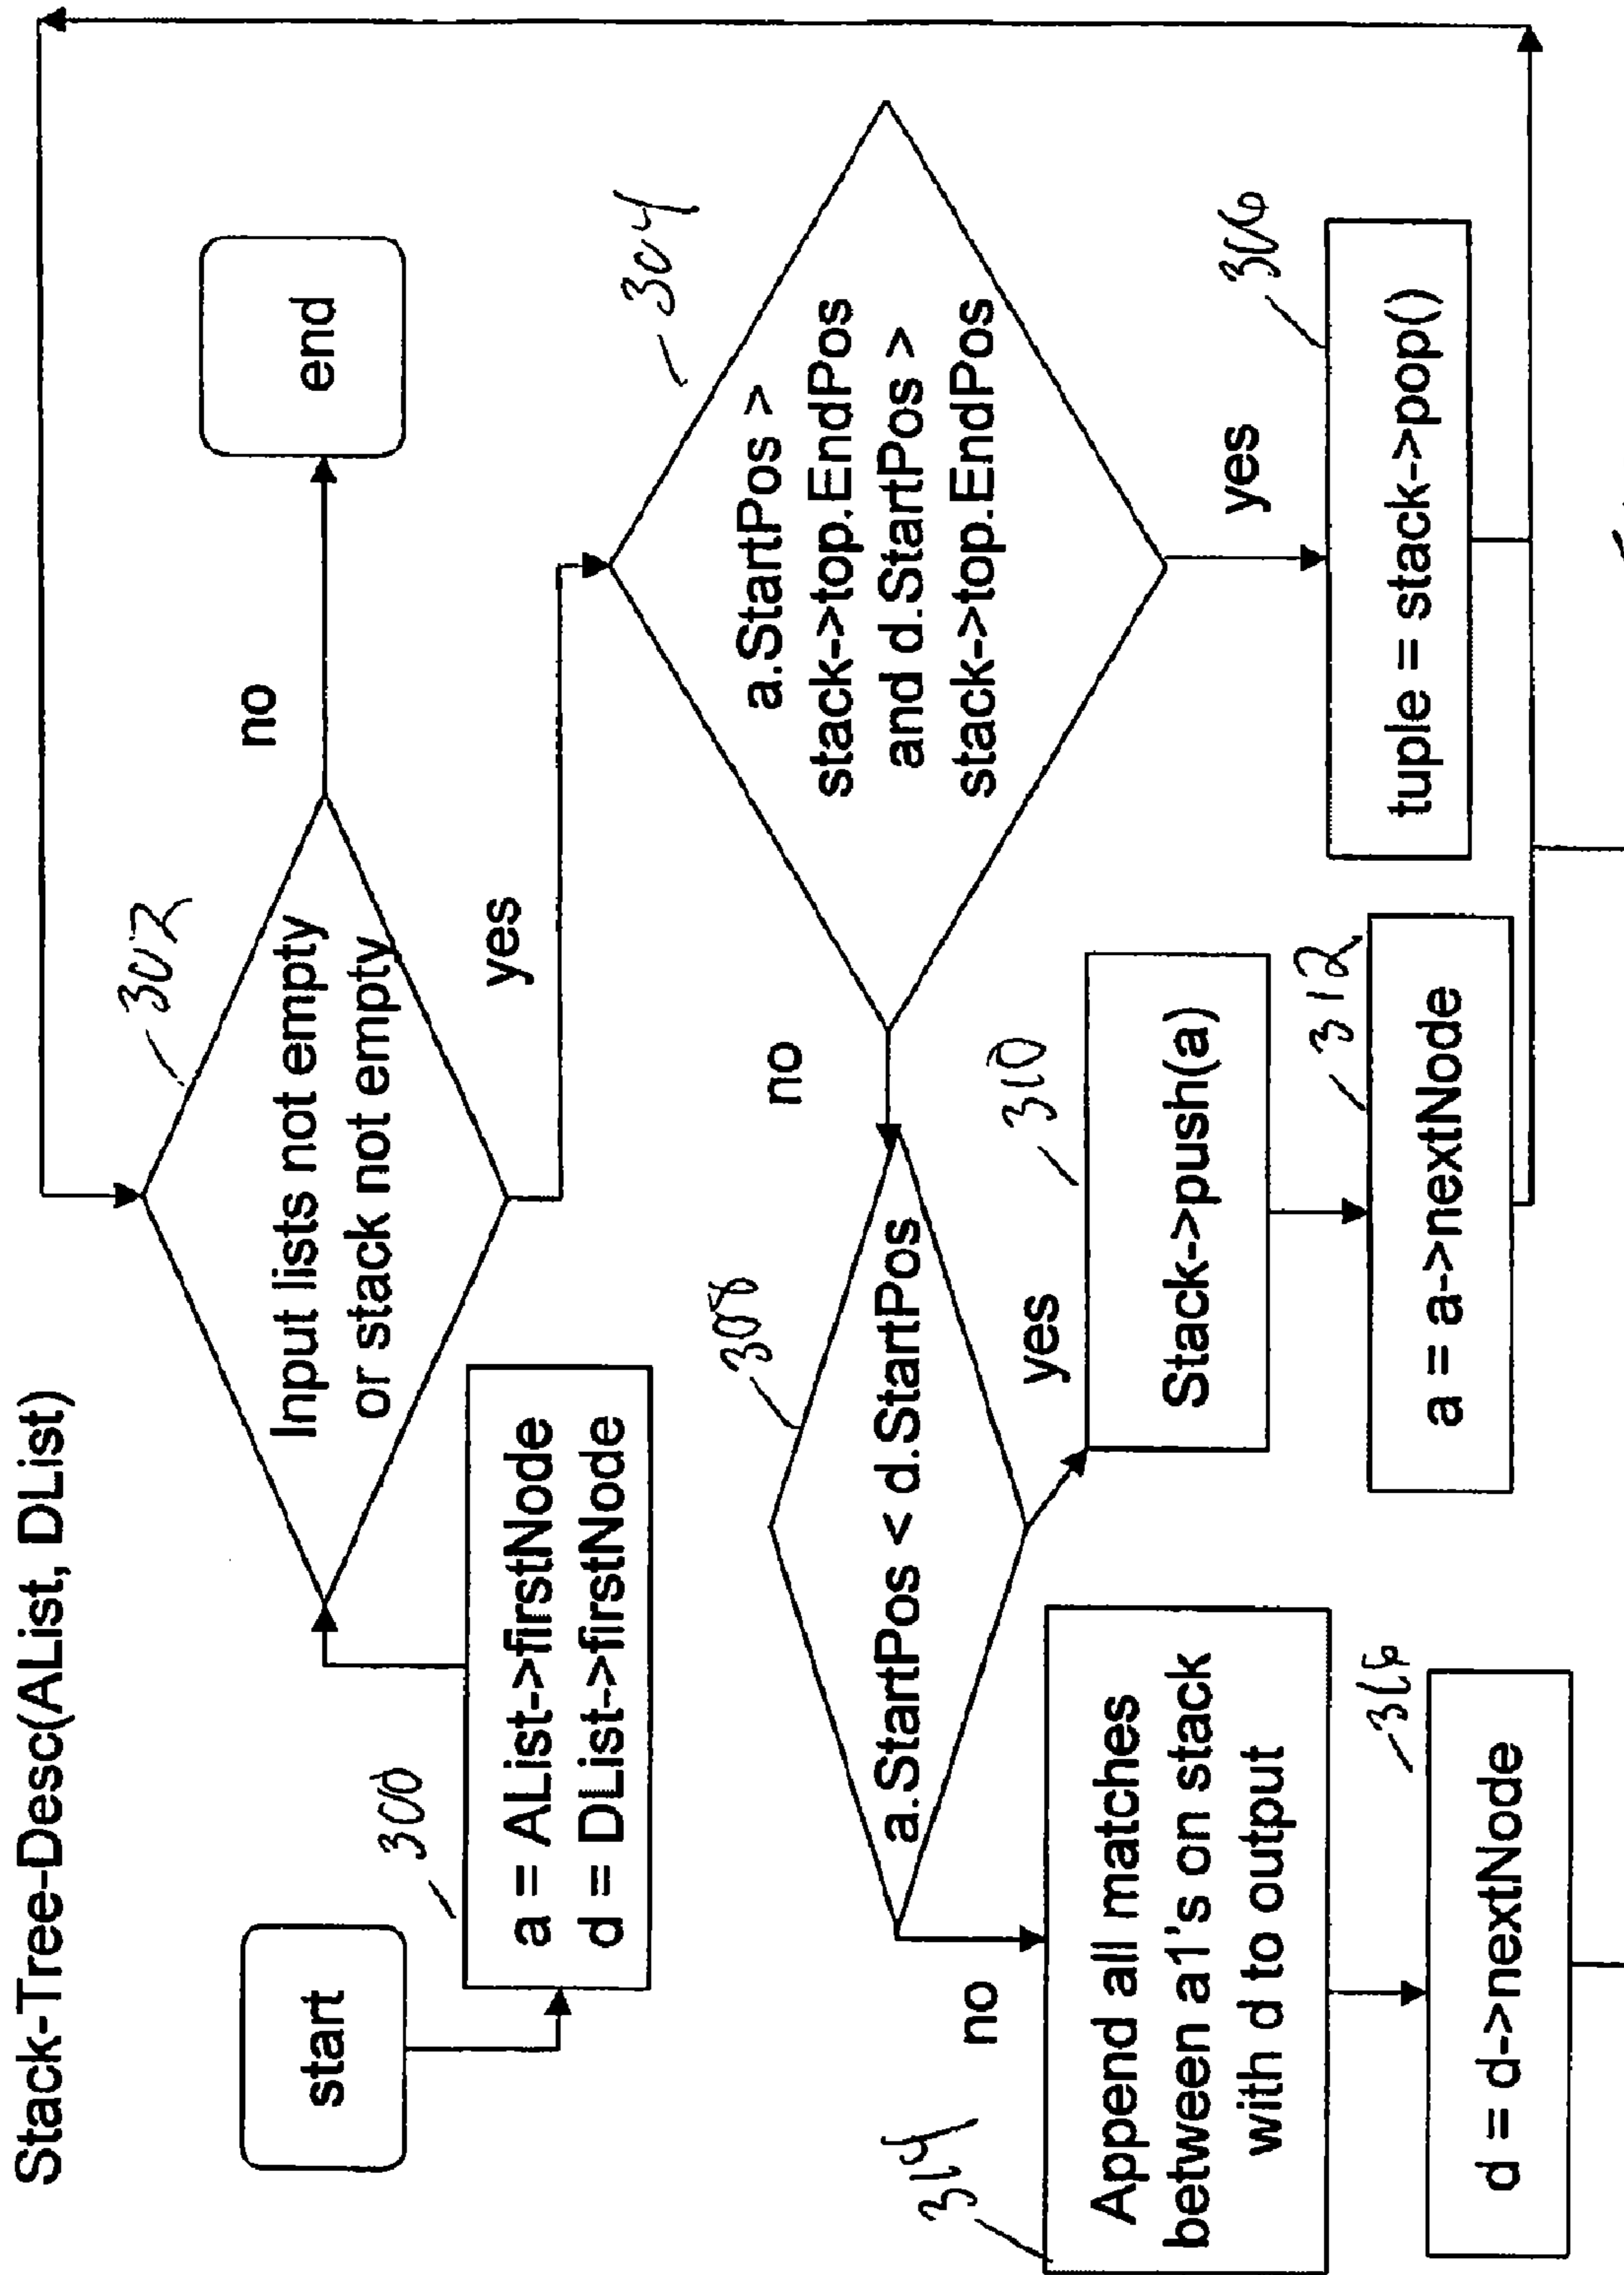 Stack-Tree-Desc(AList, DList)
start
300
a = AList->firstNode
d = DList->firstNode
302
Input lists not empty
or stack not empty
no
end
yes
304
a.StartPos >
stack->top.EndPos
and d.StartPos >
stack->top.EndPos
no
yes
306
tuple = stack->pop()
308
a.StartPos < d.StartPos
yes
310
Stack->push(a)
312
a = a->nextNode
no
314
Append all matches
between a1's on stack
with d to output
316
d = d->nextNode